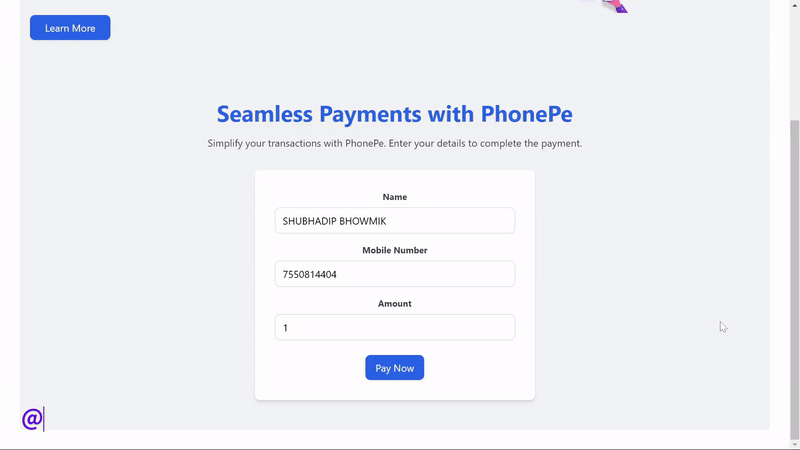 Learn More
Seamless Payments with PhonePe
Simplify your transactions with PhonePe. Enter your details to complete the payment.
Name
SHUBHADIP BHOWMIK
Mobile Number
7550814404
Amount
1
Pay Now
@